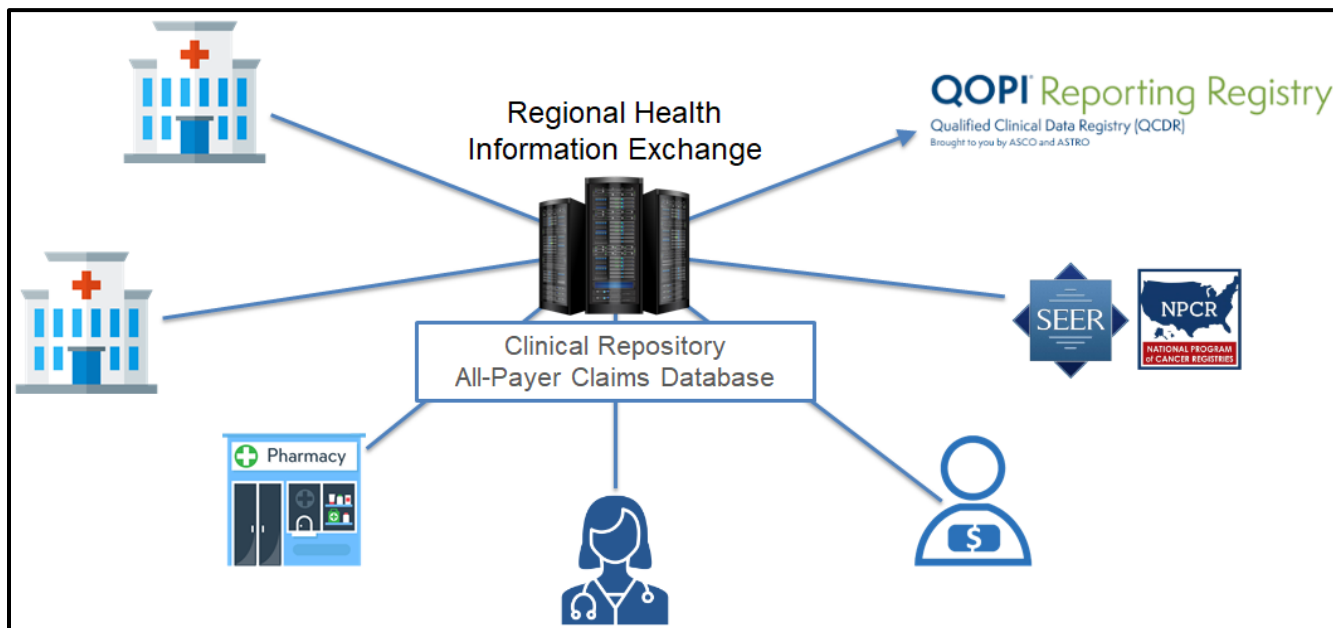 Regional Health
Information Exchange
QOPI® Reporting Registry
Qualified Clinical Data Registry (QCDR)
Brought to you by ASCO and ASTRO
SEER
NPCR
NATIONAL PROGRAM
of CANCER REGISTRIES
Clinical Repository
All-Payer Claims Database
Pharmacy
$